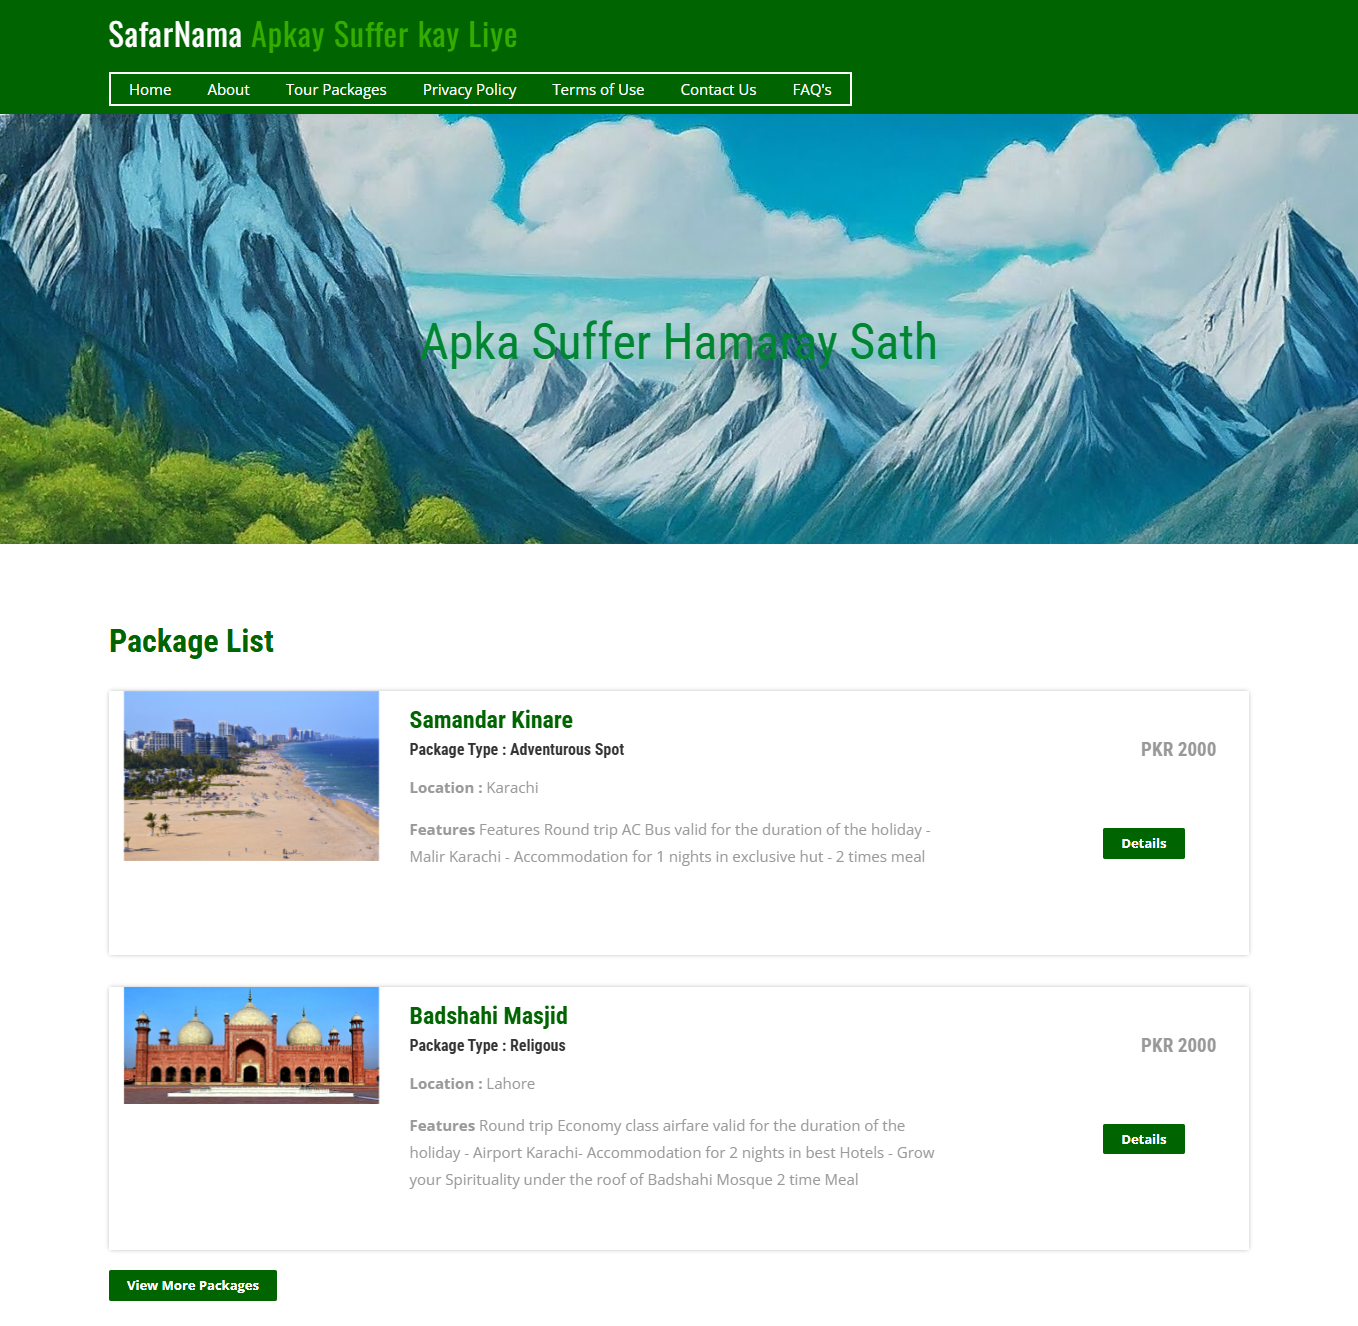 SafarNama Apkay Suffer kay Live
Home About Tour Packages Privacy Policy Terms of Use Contact Us FAQ's
Apka Suffer Hamaray Sath
Package List
Samandar Kinare
Package Type : Adventurous Spot
PKR 2000
Location : Karachi
Features Features Round trip AC Bus valid for the duration of the holiday -
Malir Karachi - Accommodation for 1 nights in exclusive hut - 2 times meal
Details
Badshahi Masjid
Package Type : Religous
PKR 2000
Location : Lahore
Features Round trip Economy class airfare valid for the duration of the
holiday - Airport Karachi- Accommodation for 2 nights in best Hotels - Grow
your Spirituality under the roof of Badshahi Mosque 2 time Meal
Details
View More Packages